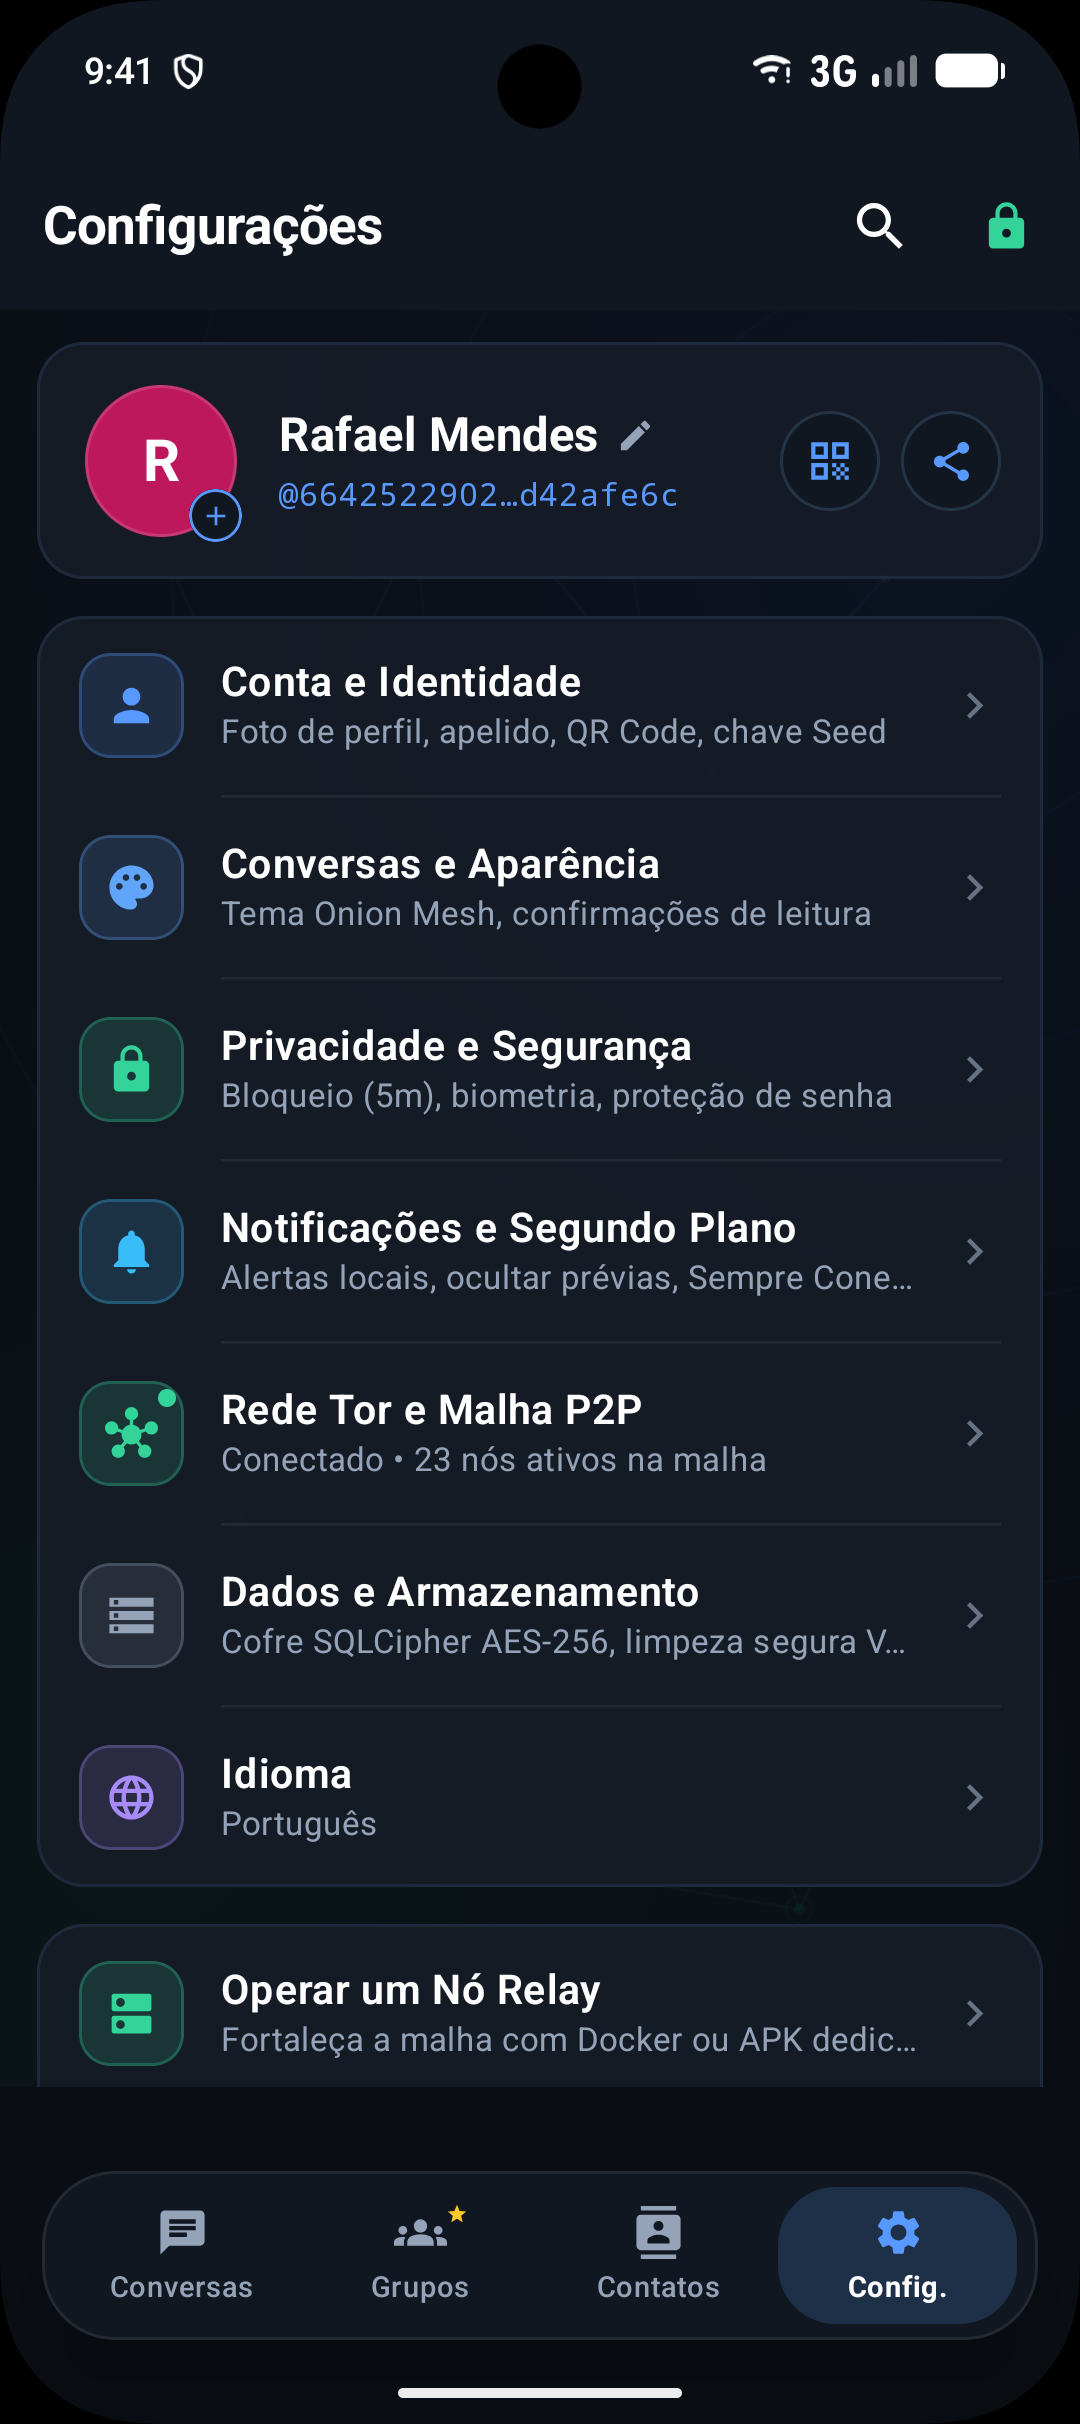 9:41
3G
Configurações
R
Rafael Mendes
@6642522902…d42afe6c
Conta e Identidade
Foto de perfil, apelido, QR Code, chave Seed
Conversas e Aparência
Tema Onion Mesh, confirmações de leitura
Privacidade e Segurança
Bloqueio (5m), biometria, proteção de senha
Notificações e Segundo Plano
Alertas locais, ocultar prévias, Sempre Cone…
Rede Tor e Malha P2P
Conectado • 23 nós ativos na malha
Dados e Armazenamento
Cofre SQLCipher AES-256, limpeza segura V…
Idioma
Português
Operar um Nó Relay
Fortaleça a malha com Docker ou APK dedic…
Conversas
Grupos
Contatos
Config.